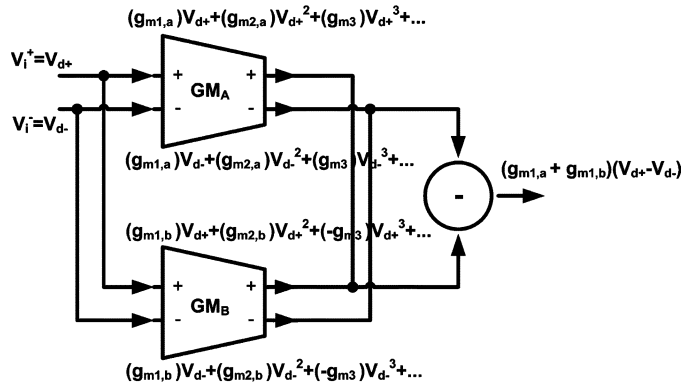 (gm1,a)Vd++(gm2,a)Vd+²+(gm3)Vd+³+...
Vi⁺=Vd+
+ +
GMA
Vi⁻=Vd-
- -
(gm1,a)Vd-+(gm2,a)Vd-²+(gm3)Vd-³+...
(gm1,a + gm1,b)(Vd+-Vd-)
-
(gm1,b)Vd++(gm2,b)Vd+²+(-gm3)Vd+³+...
+ +
GMB
- -
(gm1,b)Vd-+(gm2,b)Vd-²+(-gm3)Vd-³+...